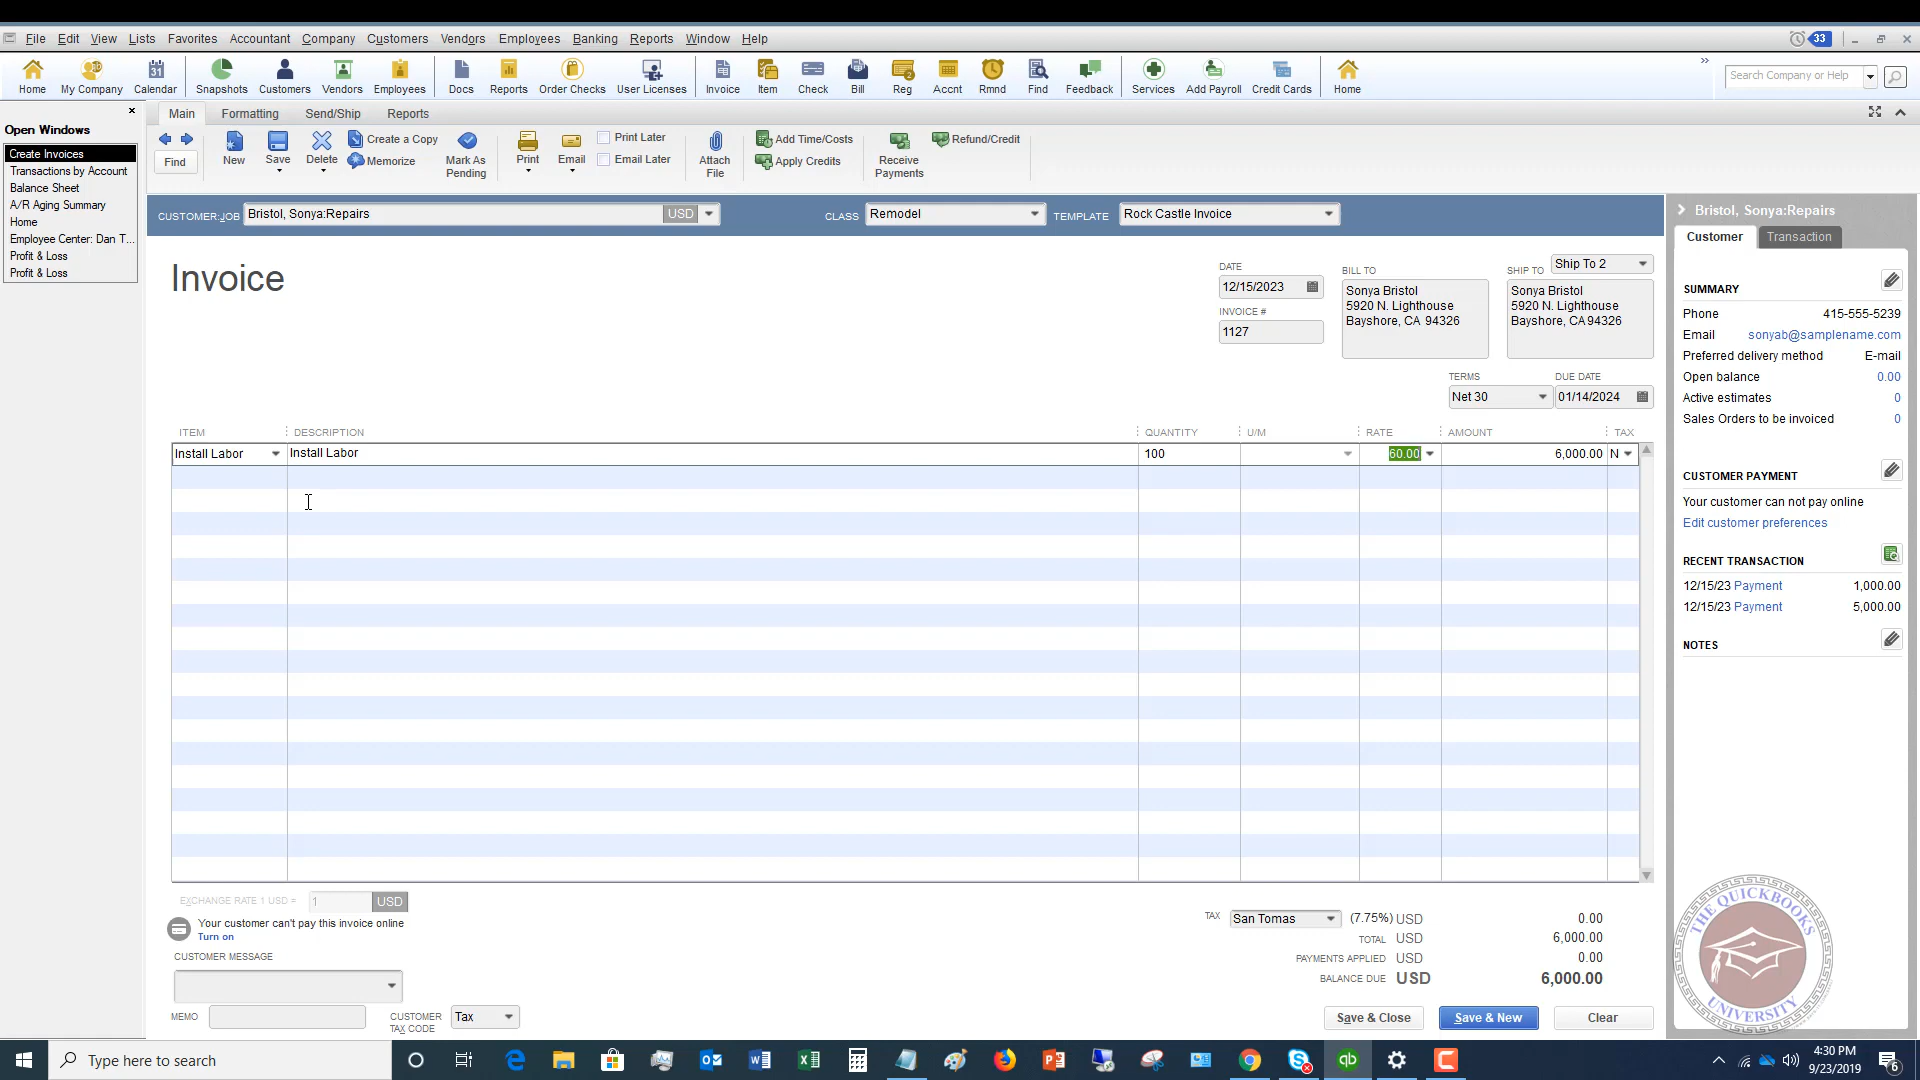 File Edit View Lists Favorites Accountant Company Customers Vendors Employees Banking Reports Window Help 33
Home My Company Calendar Snapshots Customers Vendors Employees Docs Reports Order Checks User Licenses Invoice Item Check Bill Reg Accnt Rmnd Find Feedback Services Add Payroll Credit Cards Home
Search Company or Help
31
Main Formatting Send/Ship Reports
Open Windows
Create Invoices
Transactions by Account
Balance Sheet
A/R Aging Summary
Home
Employee Center: Dan T...
Profit & Loss
Profit & Loss
Find
New
Save
Delete
Create a Copy
Memorize
Mark As
Pending
Print
Email
Print Later
Email Later
Attach
File
Add Time/Costs
Apply Credits
Receive
Payments
Refund/Credit
CUSTOMER:JOB Bristol, Sonya:Repairs USD CLASS Remodel TEMPLATE Rock Castle Invoice
Invoice
DATE
12/15/2023
INVOICE #
1127
BILL TO
Sonya Bristol
5920 N. Lighthouse
Bayshore, CA 94326
SHIP TO Ship To 2
Sonya Bristol
5920 N. Lighthouse
Bayshore, CA 94326
TERMS DUE DATE
Net 30 01/14/2024
ITEM DESCRIPTION QUANTITY U/M RATE AMOUNT TAX
Install Labor Install Labor 100 60.00 6,000.00 N
EXCHANGE RATE 1 USD = 1 USD
Your customer can't pay this invoice online
Turn on
CUSTOMER MESSAGE
MEMO
CUSTOMER
TAX CODE
Tax
TAX San Tomas (7.75%) USD 0.00
TOTAL USD 6,000.00
PAYMENTS APPLIED USD 0.00
BALANCE DUE USD 6,000.00
Save & Close Save & New Clear
Bristol, Sonya:Repairs
Customer Transaction
SUMMARY
Phone 415-555-5239
Email sonyab@samplename.com
Preferred delivery method E-mail
Open balance 0.00
Active estimates 0
Sales Orders to be invoiced 0
CUSTOMER PAYMENT
Your customer can not pay online
Edit customer preferences
RECENT TRANSACTION
12/15/23 Payment 1,000.00
12/15/23 Payment 5,000.00
NOTES
THE QUICKBOOKS
UNIVERSITY
Type here to search
qb
4:30 PM
9/23/2019
6